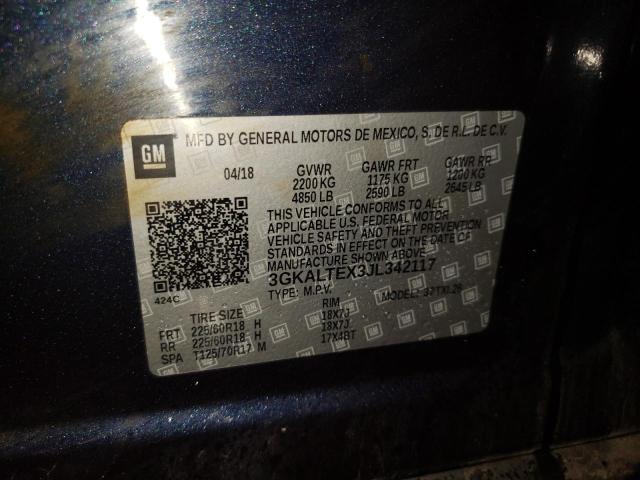 GM MFD BY GENERAL MOTORS DE MEXICO, S. DE R.L. DE C.V.
04/18 GVWR GAWR FRT GAWR RR
2200 KG 1175 KG 1200 KG
4850 LB 2590 LB 2645 LB
THIS VEHICLE CONFORMS TO ALL
APPLICABLE U.S. FEDERAL MOTOR
VEHICLE SAFETY AND THEFT PREVENTION
STANDARDS IN EFFECT ON THE DATE OF
MANUFACTURE SHOWN ABOVE.
3GKALTEX3JL342117
424C TYPE: M.P.V. MODEL:
TIRE SIZE RIM
FRT 225/60R18 H 18X7J
RR 225/60R18 H 18X7J
SPA T125/70R17 M 17X4BT